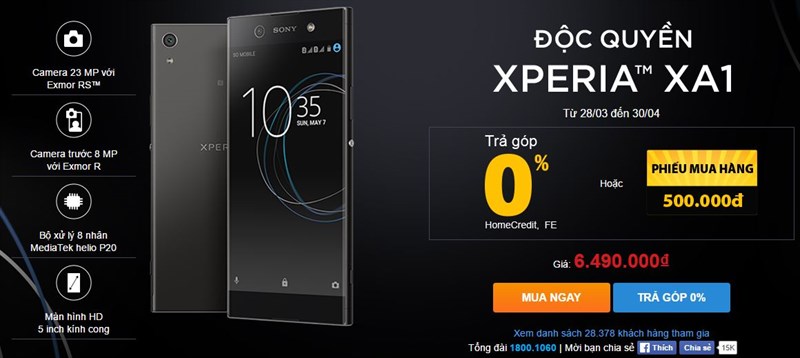 Camera 23 MP với
Exmor RS™
Camera trước 8 MP
với Exmor R
Bộ xử lý 8 nhân
MediaTek helio P20
Màn hình HD
5 inch kính cong
XPERIA
SONY
10 35
SUN, MAY 7
ĐỘC QUYỀN
XPERIA™ XA1
Từ 28/03 đến 30/04
Trả góp
0%
HomeCredit, FE
Hoặc
PHIẾU MUA HÀNG
500.000đ
Giá: 6.490.000₫
MUA NGAY
TRẢ GÓP 0%
Xem danh sách 28.378 khách hàng tham gia
Tổng đài 1800.1060 | Mời bạn chia sẻ Thích Chia sẻ 15K